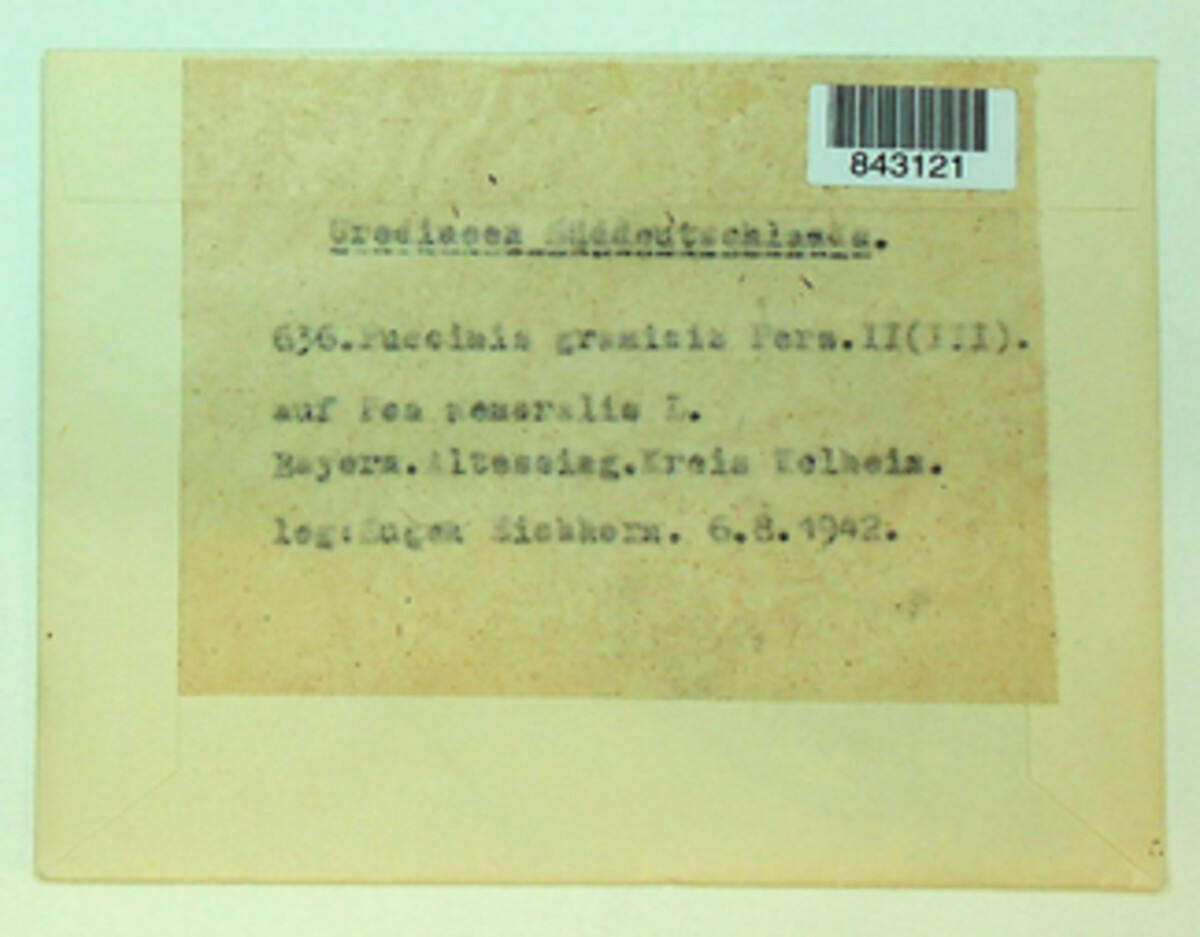 843121
Uredineen Süddeutschlands.
636.Puccinia graminis Pers.II(III).
auf Poa nemoralis L.
Bayern.Altessing.Kreis Kelheim.
leg:Eugen Eichhorn. 6.8.1942.